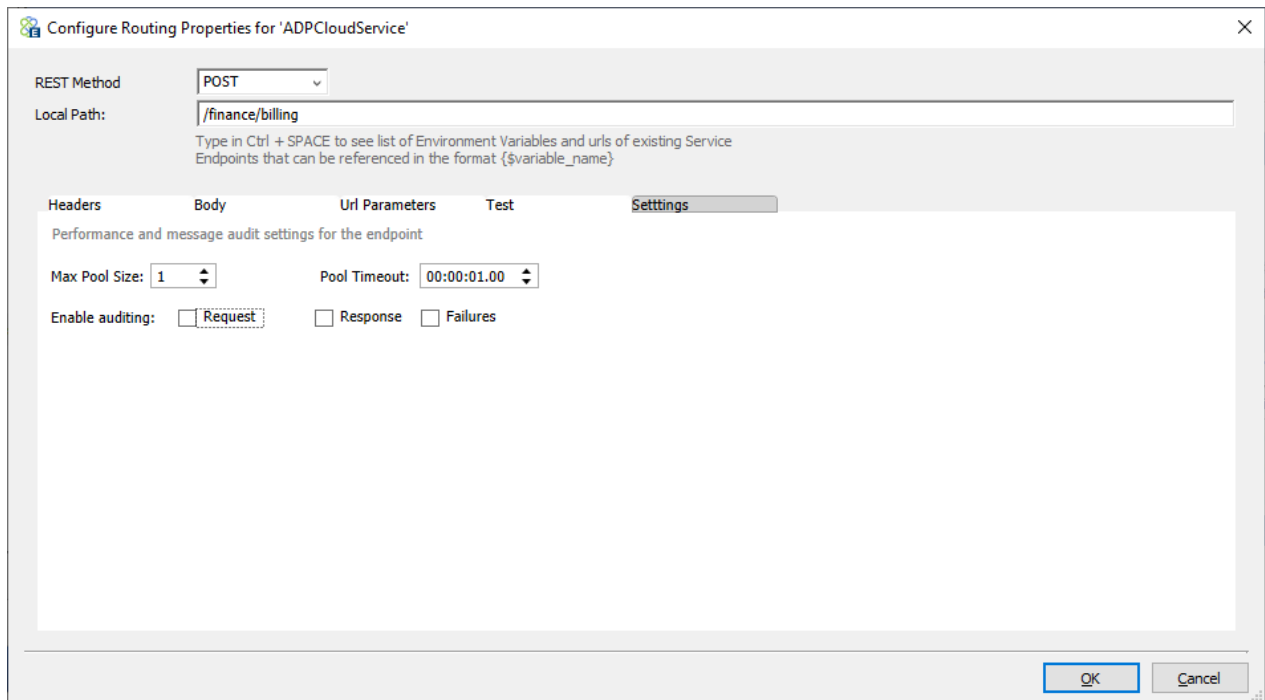 Configure Routing Properties for 'ADPCloudService'
REST Method POST
Local Path: /finance/billing
Type in Ctrl + SPACE to see list of Environment Variables and urls of existing Service
Endpoints that can be referenced in the format {$variable_name}
Headers Body Url Parameters Test Setttings
Performance and message audit settings for the endpoint
Max Pool Size: 1 Pool Timeout: 00:00:01.00
Enable auditing: Request Response Failures
OK Cancel